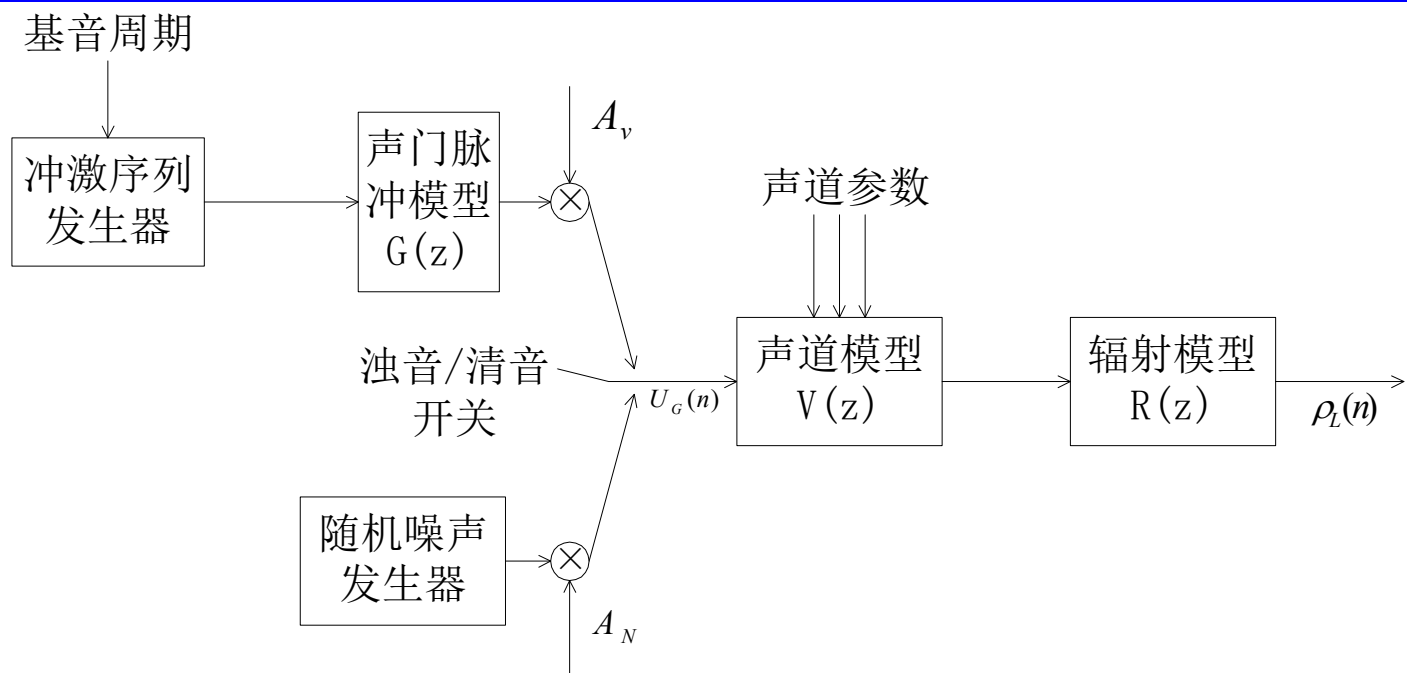 基音周期
冲激序列
发生器
声门脉
冲模型
G(z)
A_v
声道参数
浊音/清音
开关
U_G(n)
声道模型
V(z)
辐射模型
R(z)
ρ_L(n)
随机噪声
发生器
A_N